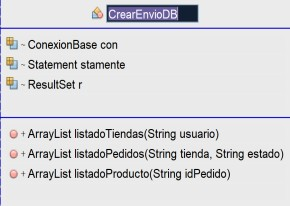 CrearEnvioDB
~ ConexionBase con
~ Statement stamente
~ ResultSet r
+ ArrayList listadoTiendas(String usuario)
+ ArrayList listadoPedidos(String tienda, String estado)
+ ArrayList listadoProducto(String idPedido)